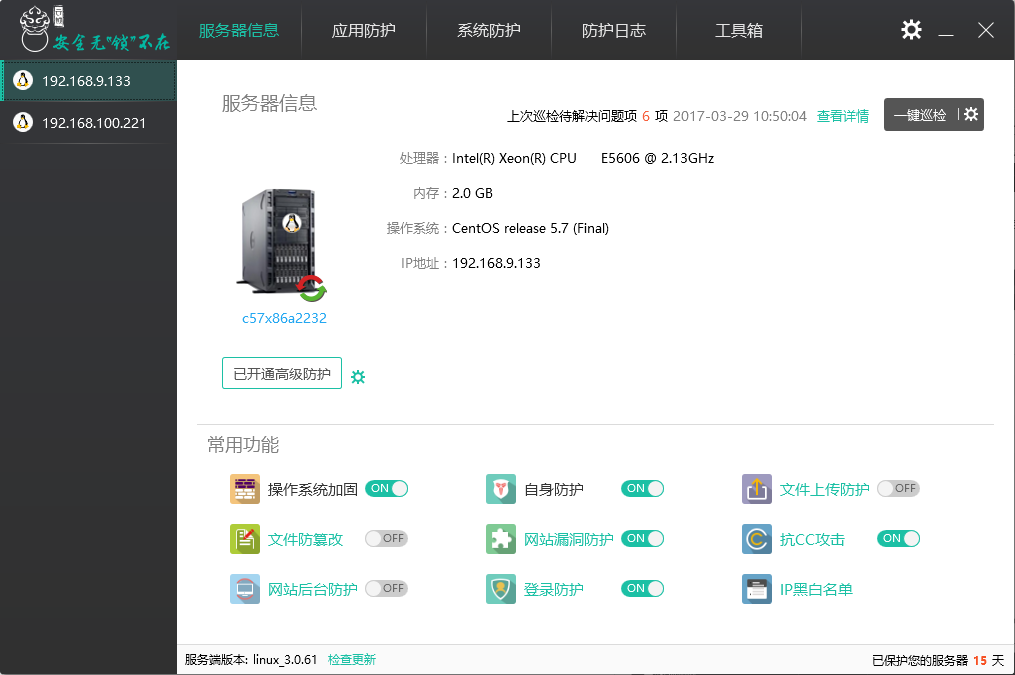 安全无"锁"不在
服务器信息 应用防护 系统防护 防护日志 工具箱
192.168.9.133
192.168.100.221
服务器信息
上次巡检待解决问题项 6 项 2017-03-29 10:50:04 查看详情 一键巡检
处理器：Intel(R) Xeon(R) CPU E5606 @ 2.13GHz
内存：2.0 GB
操作系统：CentOS release 5.7 (Final)
IP地址：192.168.9.133
c57x86a2232
已开通高级防护
常用功能
操作系统加固 ON 自身防护 ON 文件上传防护 OFF
文件防篡改 OFF 网站漏洞防护 ON 抗CC攻击 ON
网站后台防护 OFF 登录防护 ON IP黑白名单
服务端版本: linux_3.0.61 检查更新 已保护您的服务器 15 天